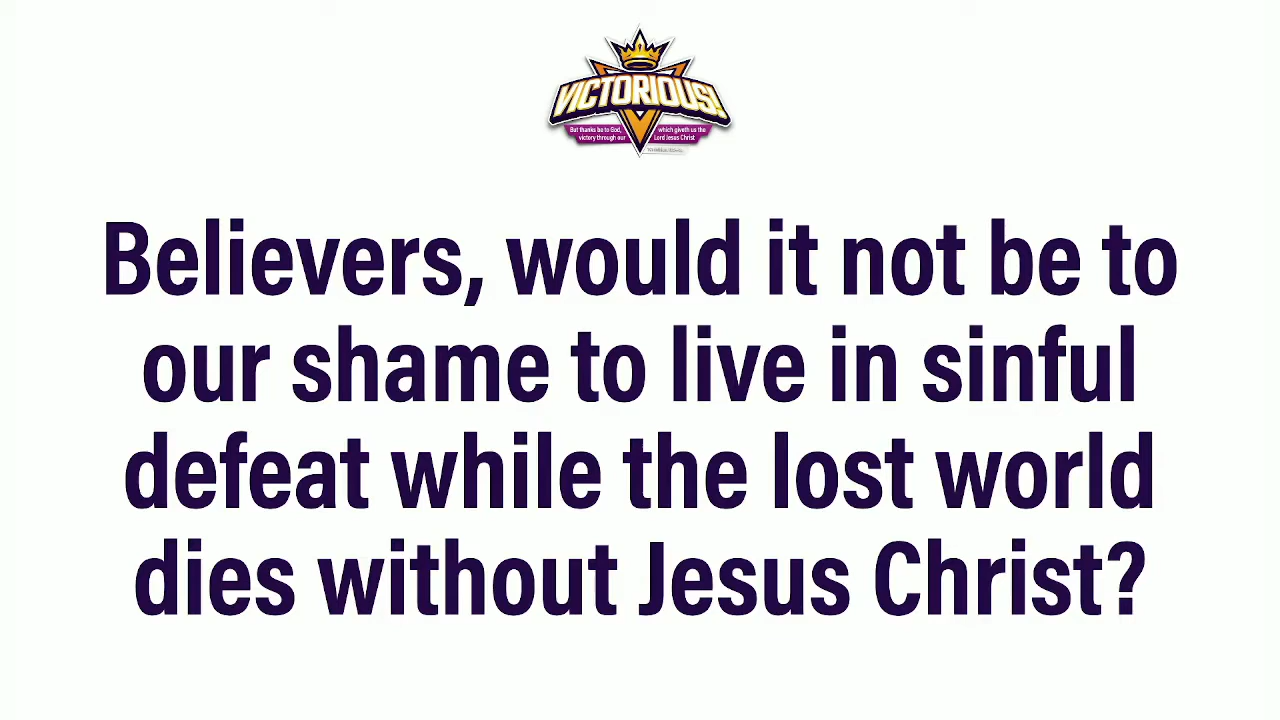 VICTORIOUS!
But thanks be to God, which giveth us the
victory through our Lord Jesus Christ
Believers, would it not be to
our shame to live in sinful
defeat while the lost world
dies without Jesus Christ?